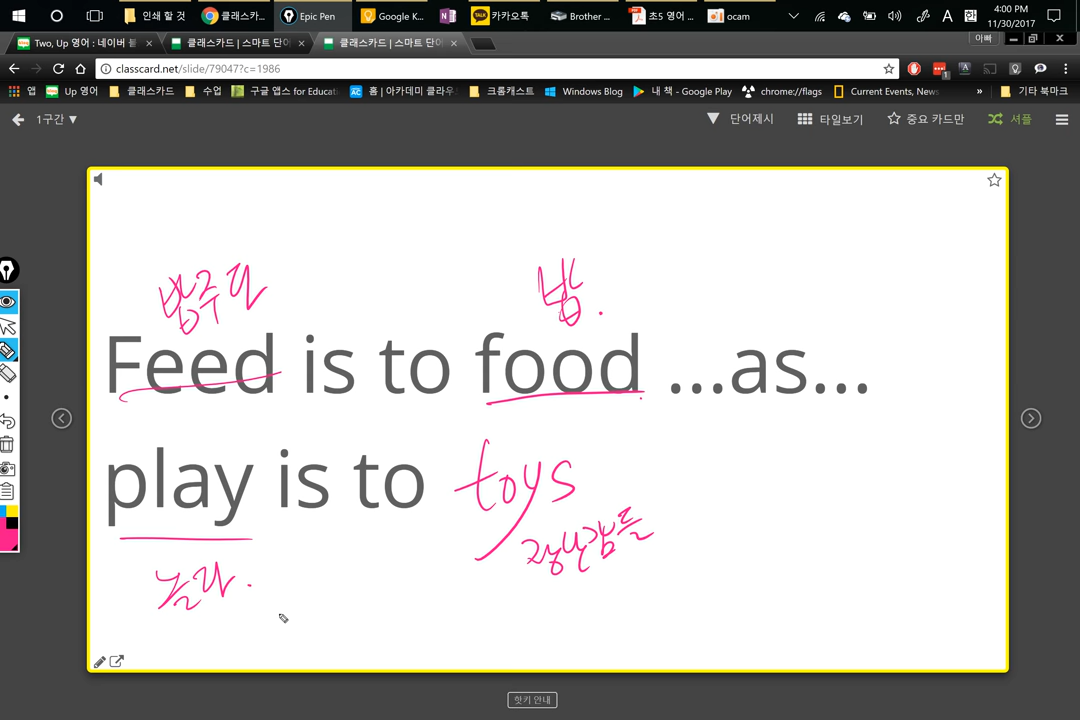 인쇄 할 것 클래스카... Epic Pen Google K... 카카오톡 Brother ... 초5 영어 ... ocam A 한 4:00 PM
11/30/2017
Two, Up 영어 : 네이버 블 × 클래스카드 | 스마트 단어 × 클래스카드 | 스마트 단어 × 아빠
classcard.net/slide/79047?c=1986
앱 Up 영어 클래스카드 수업 구글 앱스 for Educati 홈 | 아카데미 클라우 크롬캐스트 Windows Blog 내 책 - Google Play chrome://flags Current Events, News » 기타 북마크
1구간 ▼ 단어제시 타일보기 중요 카드만 셔플
밥주다 밥.
Feed is to food ...as...
play is to toys
장난감들
놀다.
핫키 안내